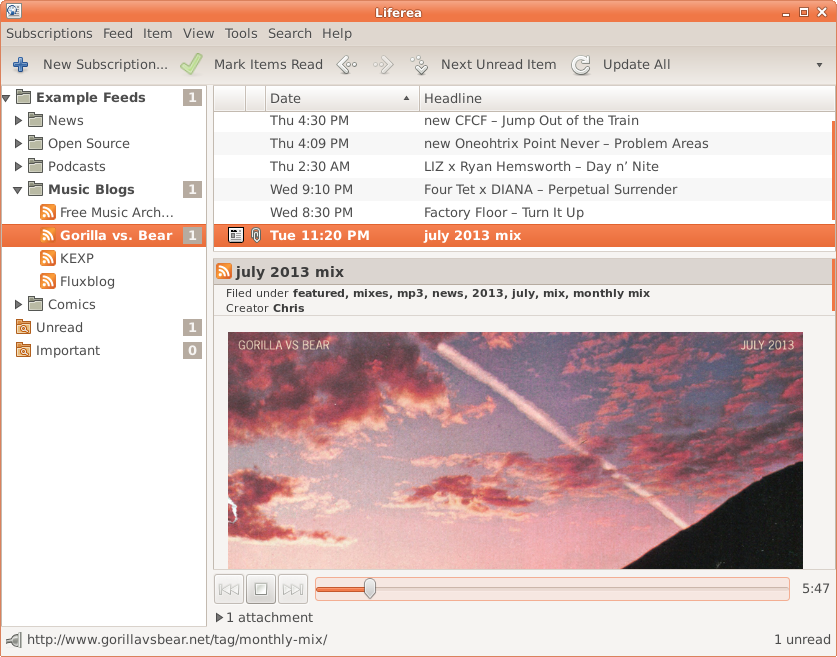 Liferea
Subscriptions Feed Item View Tools Search Help
New Subscription... Mark Items Read Next Unread Item Update All
Example Feeds 1
News
Open Source
Podcasts
Music Blogs 1
Free Music Arch...
Gorilla vs. Bear 1
KEXP
Fluxblog
Comics
Unread 1
Important 0
Date Headline
Thu 4:30 PM new CFCF – Jump Out of the Train
Thu 4:09 PM new Oneohtrix Point Never – Problem Areas
Thu 2:30 AM LIZ x Ryan Hemsworth – Day n’ Nite
Wed 9:10 PM Four Tet x DIANA – Perpetual Surrender
Wed 8:30 PM Factory Floor – Turn It Up
Tue 11:20 PM july 2013 mix
july 2013 mix
Filed under featured, mixes, mp3, news, 2013, july, mix, monthly mix
Creator Chris
GORILLA VS BEAR JULY 2013
5:47
1 attachment
http://www.gorillavsbear.net/tag/monthly-mix/ 1 unread